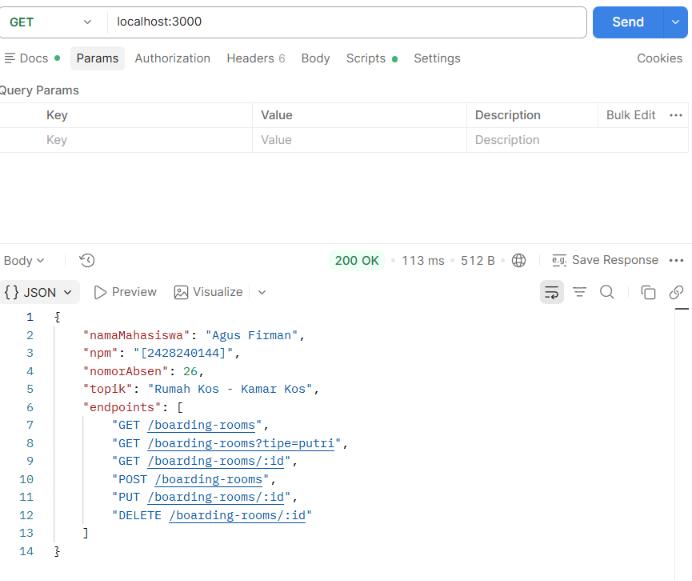 GET localhost:3000 Send
Docs Params Authorization Headers 6 Body Scripts Settings Cookies
Query Params
Key Value Description Bulk Edit
Key Value Description
Body 200 OK 113 ms 512 B e.g. Save Response
{} JSON Preview Visualize
1 {
2 "namaMahasiswa": "Agus Firman",
3 "npm": "[2428240144]",
4 "nomorAbsen": 26,
5 "topik": "Rumah Kos - Kamar Kos",
6 "endpoints": [
7 "GET /boarding-rooms",
8 "GET /boarding-rooms?tipe=putri",
9 "GET /boarding-rooms/:id",
10 "POST /boarding-rooms",
11 "PUT /boarding-rooms/:id",
12 "DELETE /boarding-rooms/:id"
13 ]
14 }